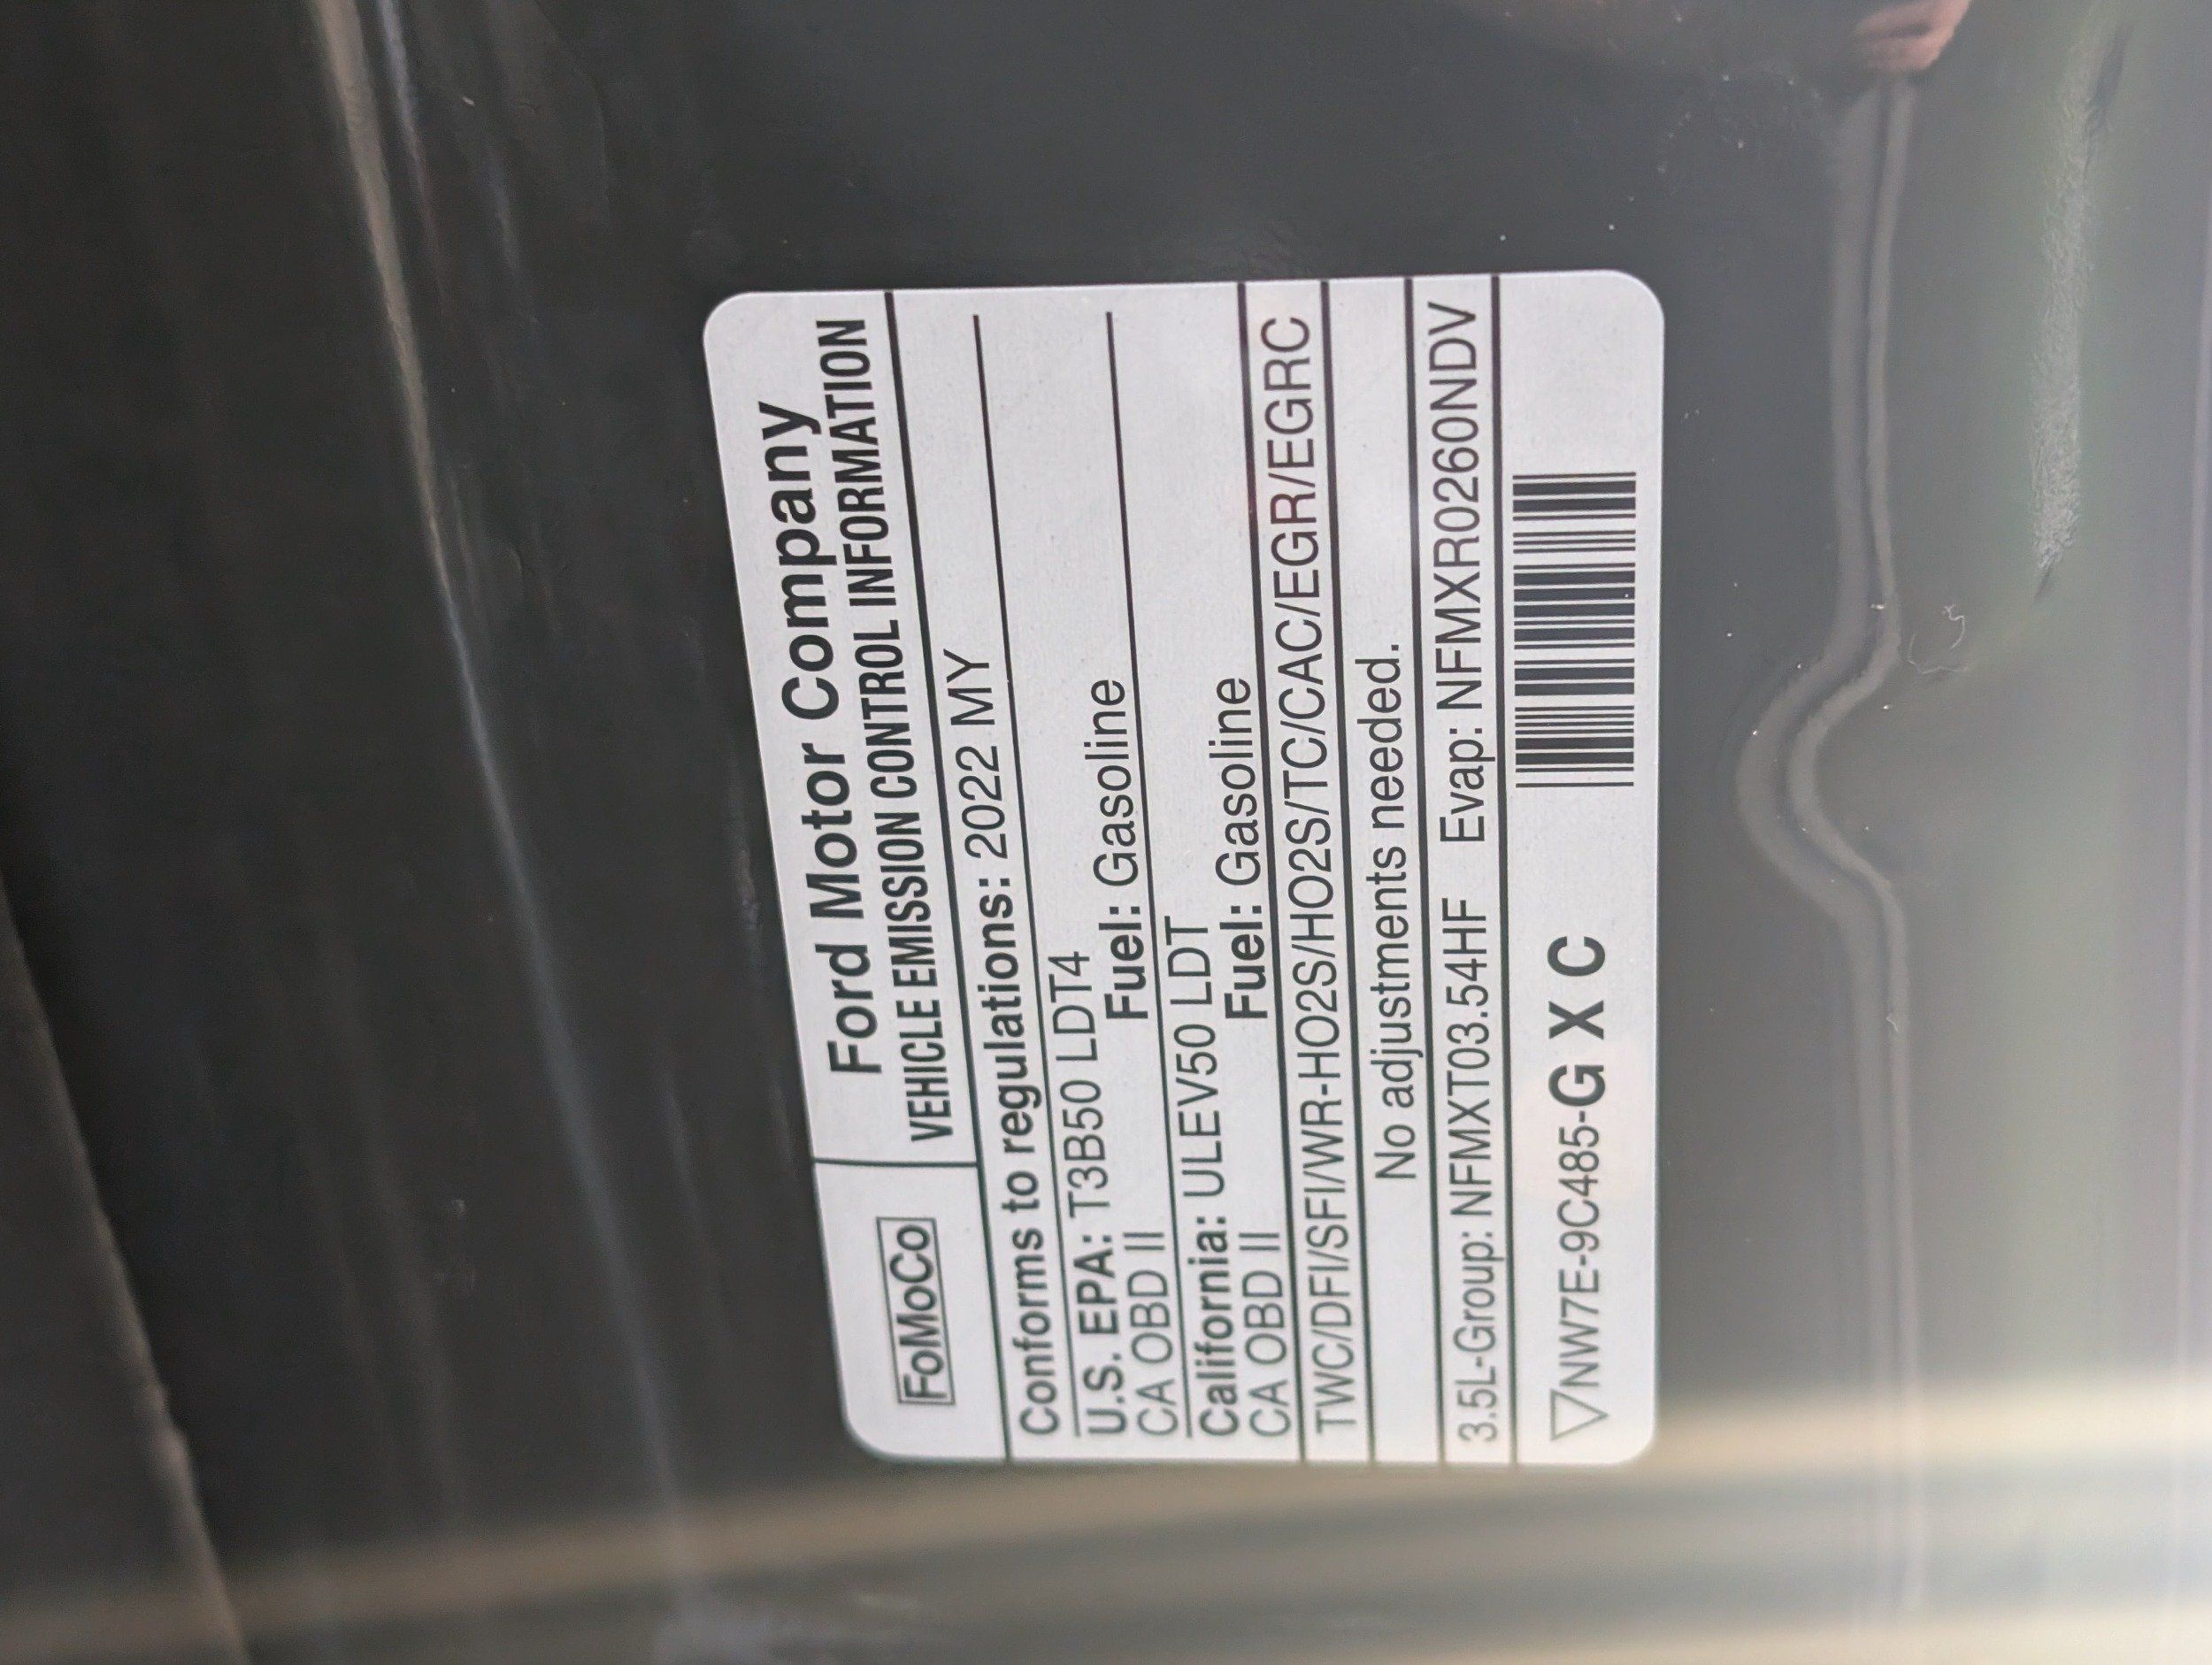 FoMoCo
Ford Motor Company
VEHICLE EMISSION CONTROL INFORMATION
Conforms to regulations: 2022 MY
U.S. EPA: T3B50 LDT4
CA OBD II Fuel: Gasoline
California: ULEV50 LDT
CA OBD II Fuel: Gasoline
TWC/DFI/SFI/WR-HO2S/HO2S/TC/CAC/EGR/EGRC
No adjustments needed.
3.5L-Group: NFMXT03.54HF Evap: NFMXR0260NDV
▽NW7E-9C485-G X C